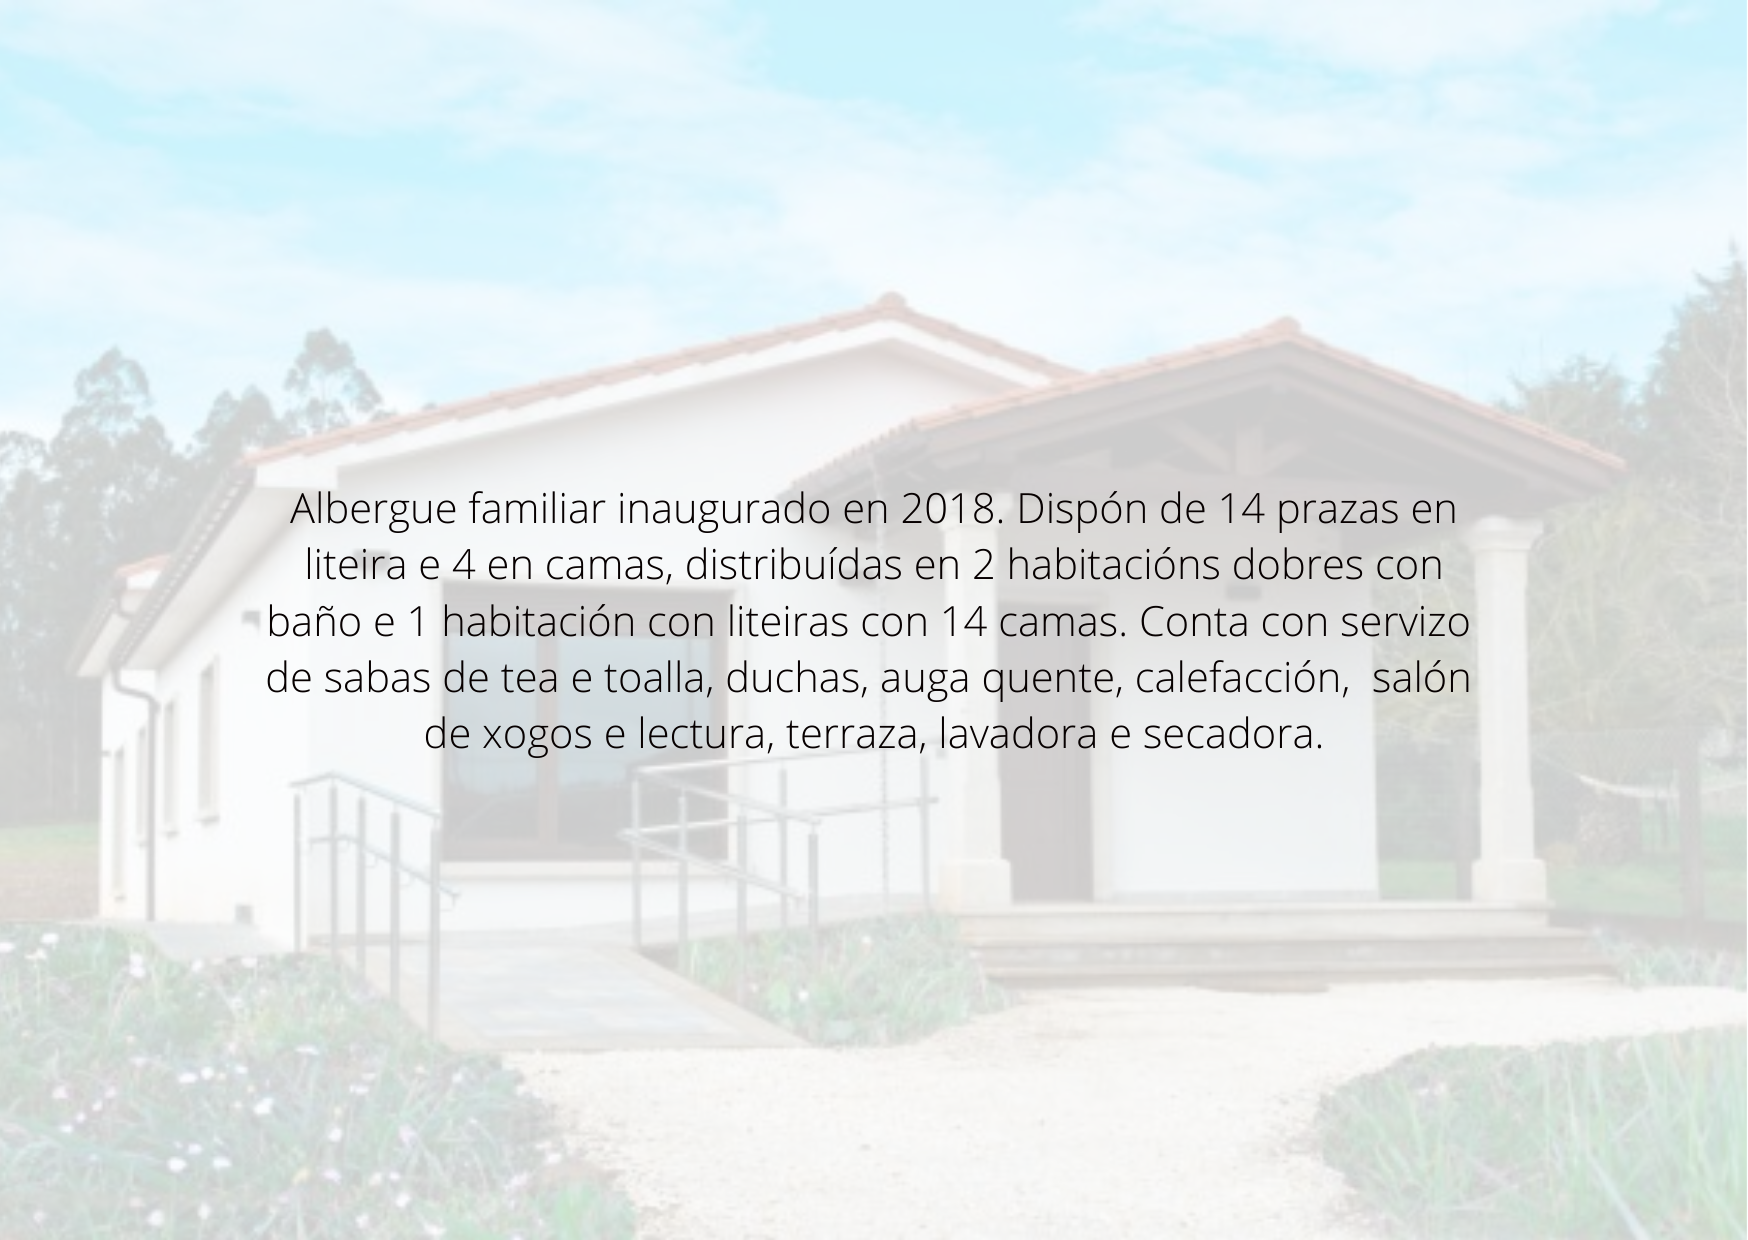 Albergue familiar inaugurado en 2018. Dispón de 14 prazas en
liteira e 4 en camas, distribuídas en 2 habitacións dobres con
baño e 1 habitación con liteiras con 14 camas. Conta con servizo
de sabas de tea e toalla, duchas, auga quente, calefacción,  salón
de xogos e lectura, terraza, lavadora e secadora.